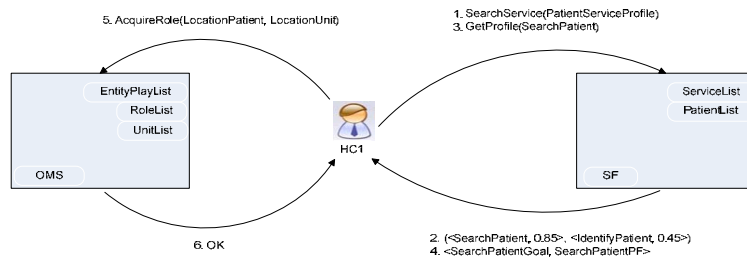 5. AcquireRole(LocationPatient, LocationUnit)
1. SearchService(PatientServiceProfile)
3. GetProfile(SearchPatient)
EntityPlayList
RoleList
UnitList
OMS
HC1
ServiceList
PatientList
SF
6. OK
2. (<SearchPatient, 0.85>, <IdentifyPatient, 0.45>)
4. <SearchPatientGoal, SearchPatientPF>